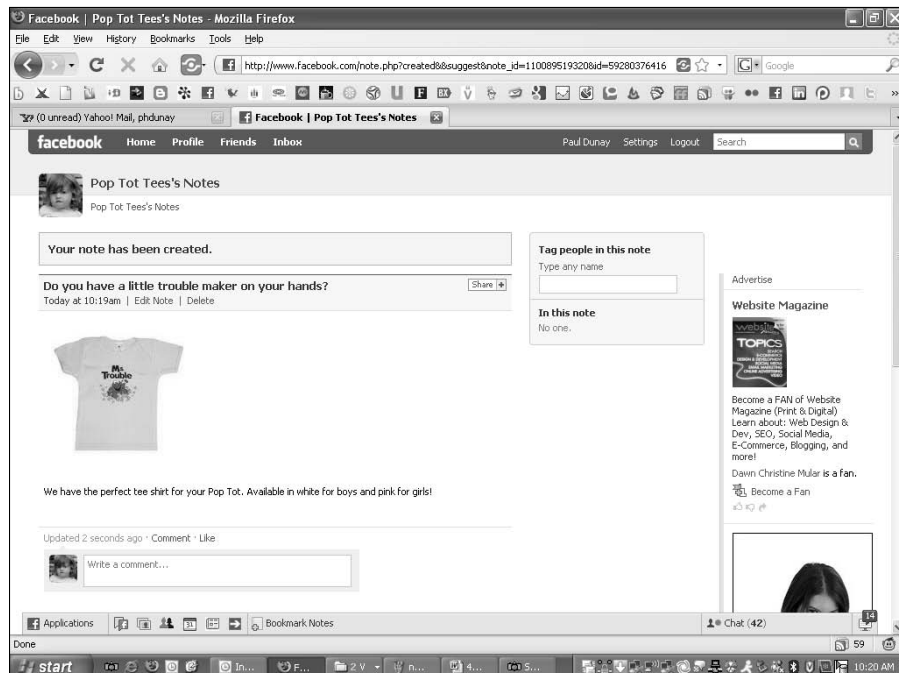 Facebook | Pop Tot Tees's Notes - Mozilla Firefox
File Edit View History Bookmarks Tools Help
http://www.facebook.com/note.php?created&&suggest&note_id=110089519320&id=59280376416
Google
(0 unread) Yahoo! Mail, phdunay
Facebook | Pop Tot Tees's Notes
facebook Home Profile Friends Inbox Paul Dunay Settings Logout Search
Pop Tot Tees's Notes
Pop Tot Tees's Notes
Your note has been created.
Do you have a little trouble maker on your hands?
Share +
Today at 10:19am | Edit Note | Delete
Ms Trouble
We have the perfect tee shirt for your Pop Tot. Available in white for boys and pink for girls!
Updated 2 seconds ago · Comment · Like
Write a comment...
Tag people in this note
Type any name
In this note
No one.
Advertise
Website Magazine
website
TOPICS
Become a FAN of Website
Magazine (Print & Digital)
Learn about: Web Design &
Dev, SEO, Social Media,
E-Commerce, Blogging, and
more!
Dawn Christine Mular is a fan.
Become a Fan
Applications
31
Bookmark Notes
Chat (42)
14
Done
59
start
In...
F...
2 V
n...
4...
S...
10:20 AM